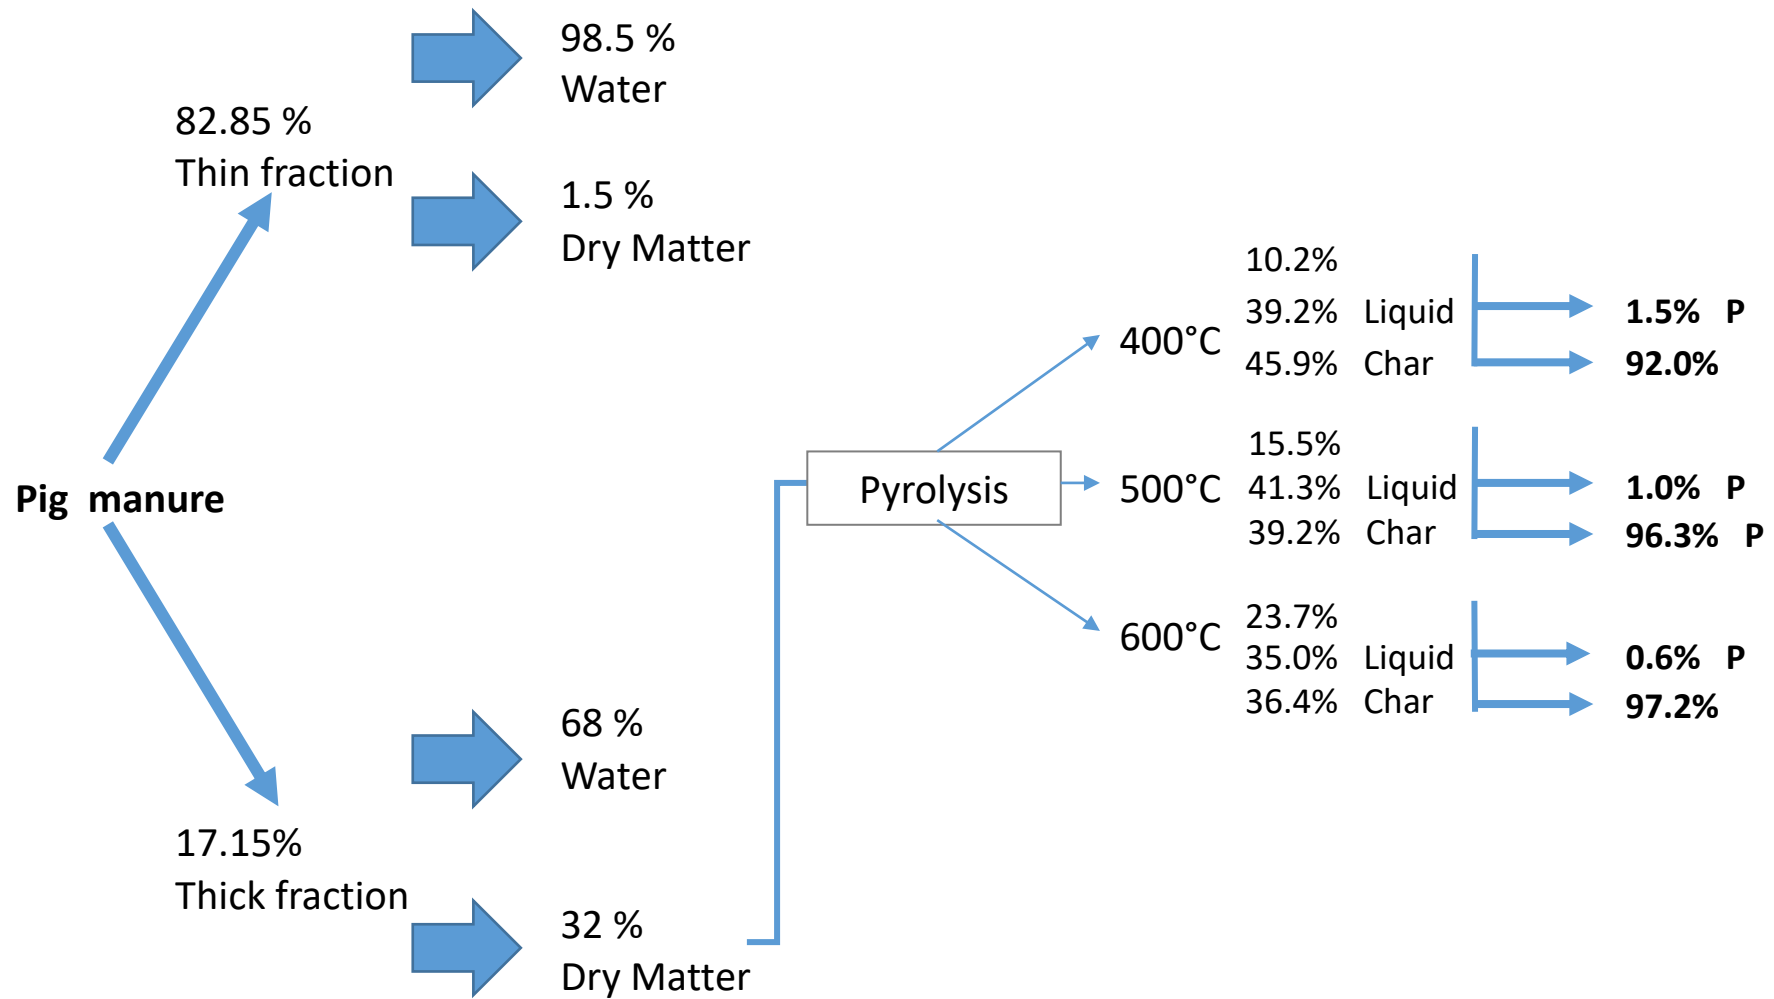 98.5 %
Water
82.85 %
Thin fraction
1.5 %
Dry Matter
Pig manure
68 %
Water
17.15%
Thick fraction
32 %
Dry Matter
Pyrolysis
400°C
10.2%
39.2% Liquid
45.9% Char
1.5% P
92.0%
500°C
15.5%
41.3% Liquid
39.2% Char
1.0% P
96.3% P
600°C
23.7%
35.0% Liquid
36.4% Char
0.6% P
97.2%